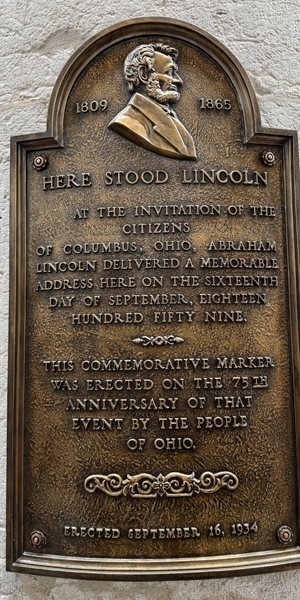 1809 1865
HERE STOOD LINCOLN
AT THE INVITATION OF THE
CITIZENS
OF COLUMBUS, OHIO, ABRAHAM
LINCOLN DELIVERED A MEMORABLE
ADDRESS HERE ON THE SIXTEENTH
DAY OF SEPTEMBER, EIGHTEEN
HUNDRED FIFTY NINE.
THIS COMMEMORATIVE MARKER
WAS ERECTED ON THE 75TH
ANNIVERSARY OF THAT
EVENT BY THE PEOPLE
OF OHIO.
ERECTED SEPTEMBER 16, 1934